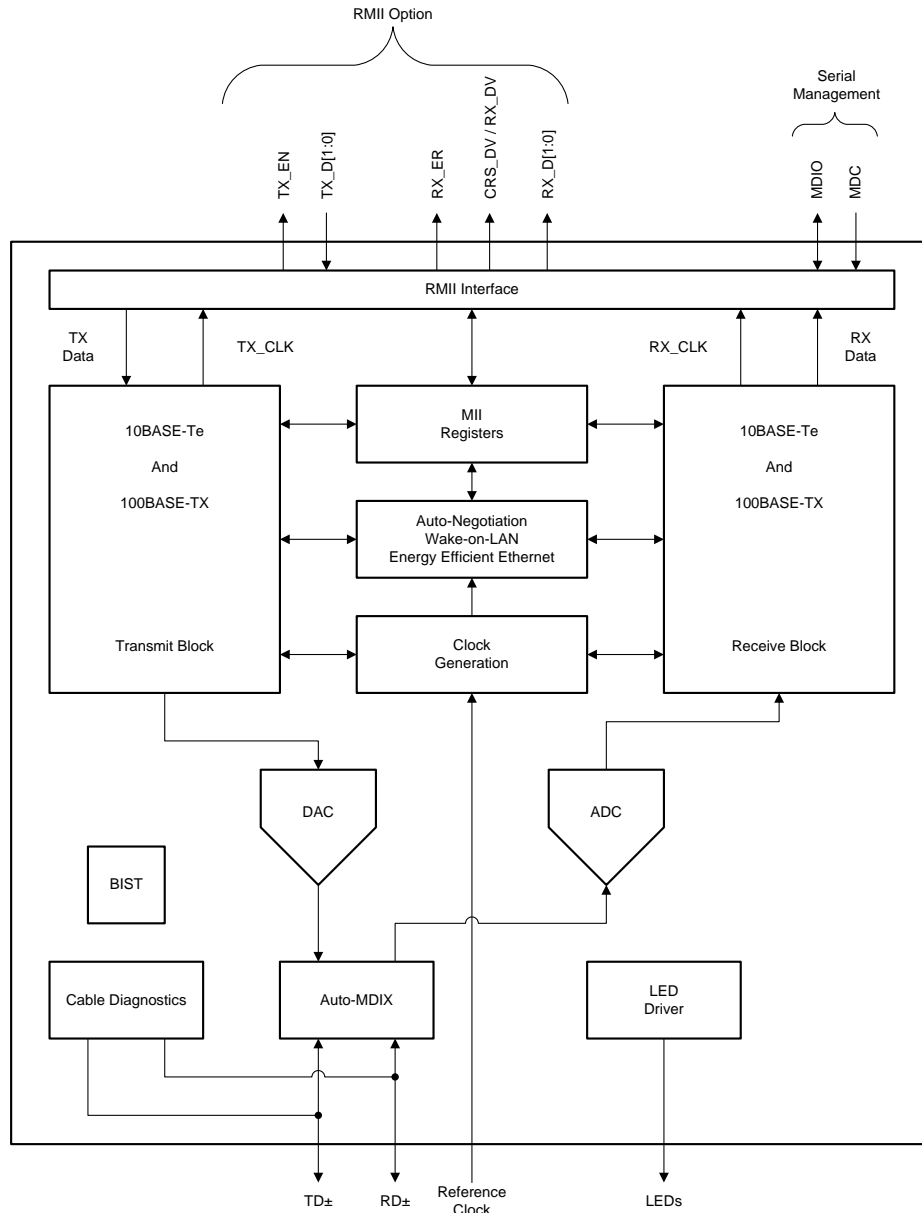 RMII Option
Serial
Management
TX_EN
TX_D[1:0]
RX_ER
CRS_DV / RX_DV
RX_D[1:0]
MDIO
MDC
RMII Interface
TX
Data
TX_CLK
RX_CLK
RX
Data
10BASE-Te
And
100BASE-TX
Transmit Block
MII
Registers
Auto-Negotiation
Wake-on-LAN
Energy Efficient Ethernet
Clock
Generation
10BASE-Te
And
100BASE-TX
Receive Block
DAC
ADC
BIST
Cable Diagnostics
Auto-MDIX
LED
Driver
TD±
RD±
Reference
Clock
LEDs